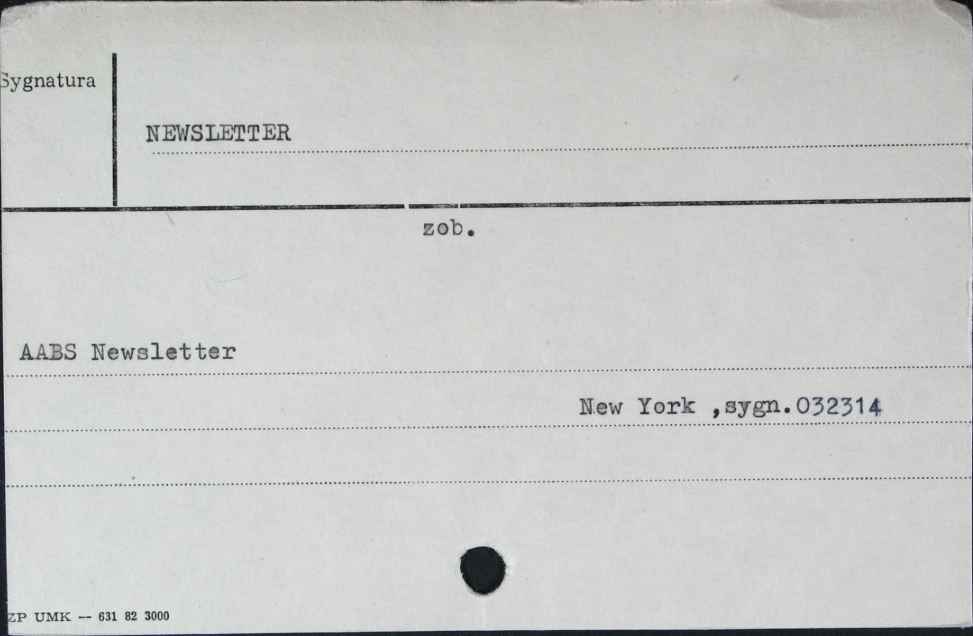 Sygnatura
NEWSLETTER
zob.
AABS Newsletter
New York ,sygn.032314
ZP UMK — 631 82 3000